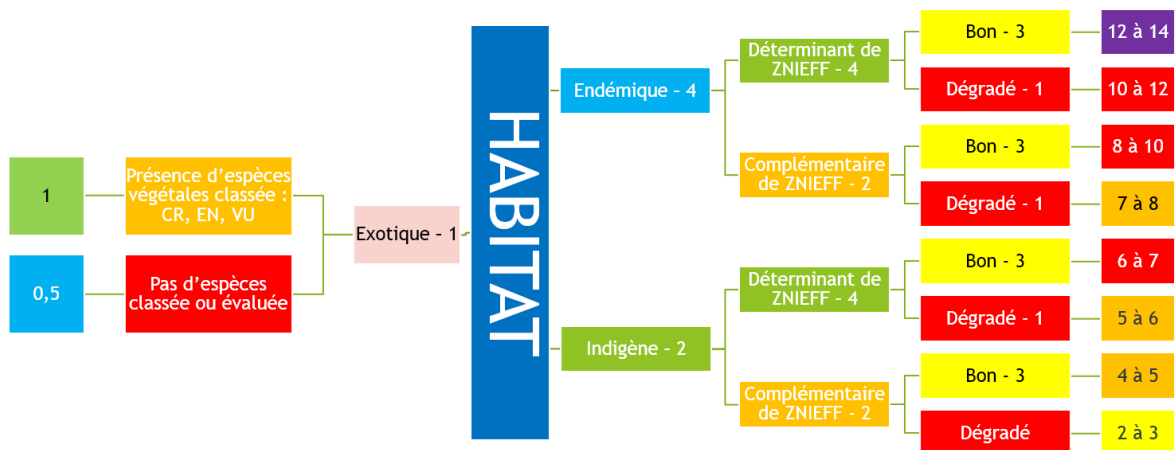 1
Présence d’espèces
végétales classée :
CR, EN, VU
0,5
Pas d’espèces
classée ou évaluée
Exotique - 1
HABITAT
Endémique - 4
Déterminant de
ZNIEFF - 4
Bon - 3
12 à 14
Dégradé - 1
10 à 12
Complémentaire
de ZNIEFF - 2
Bon - 3
8 à 10
Dégradé - 1
7 à 8
Indigène - 2
Déterminant de
ZNIEFF - 4
Bon - 3
6 à 7
Dégradé - 1
5 à 6
Complémentaire
de ZNIEFF - 2
Bon - 3
4 à 5
Dégradé
2 à 3